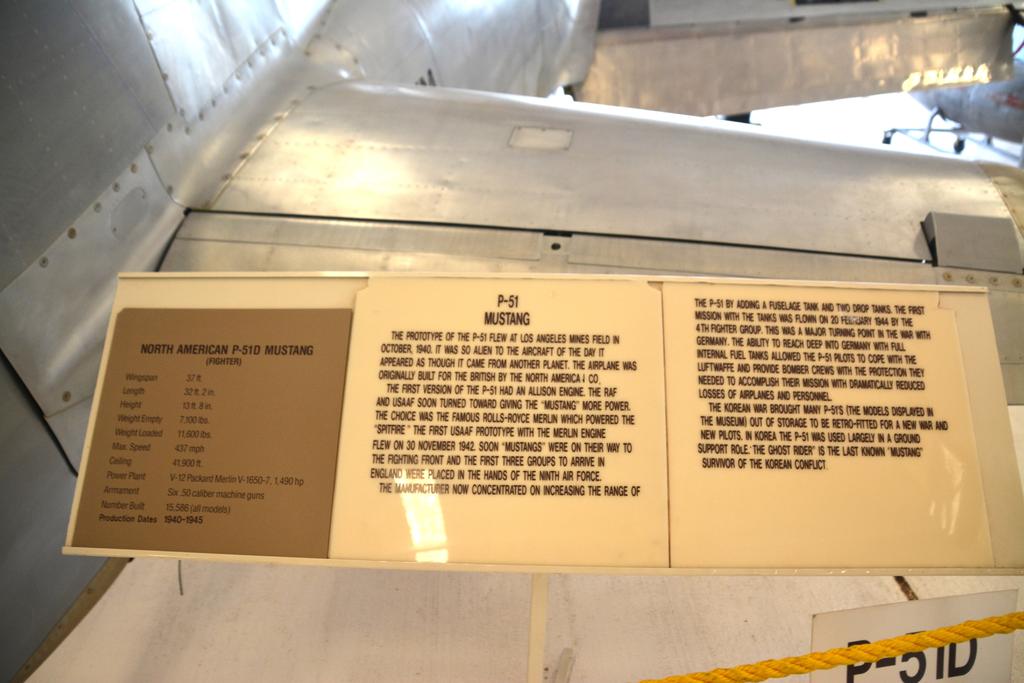 NORTH AMERICAN P-51D MUSTANG
(FIGHTER)
Wingspan 37 ft.
Length 32 ft. 2 in.
Height 13 ft. 8 in.
Weight Empty 7,100 lbs.
Weight Loaded 11,600 lbs.
Max. Speed 437 mph
Ceiling 41,900 ft.
Power Plant V-12 Packard Merlin V-1650-7, 1,490 hp
Armament Six .50 caliber machine guns
Number Built 15,586 (all models)
Production Dates 1940-1945
P-51
MUSTANG
THE PROTOTYPE OF THE P-51 FLEW AT LOS ANGELES MINES FIELD IN
OCTOBER, 1940. IT WAS SO ALIEN TO THE AIRCRAFT OF THE DAY IT
APPEARED AS THOUGH IT CAME FROM ANOTHER PLANET. THE AIRPLANE WAS
ORIGINALLY BUILT FOR THE BRITISH BY THE NORTH AMERICA CO.
THE FIRST VERSION OF THE P-51 HAD AN ALLISON ENGINE. THE RAF
AND USAAF SOON TURNED TOWARD GIVING THE "MUSTANG" MORE POWER.
THE CHOICE WAS THE FAMOUS ROLLS-ROYCE MERLIN WHICH POWERED THE
"SPITFIRE" THE FIRST USAAF PROTOTYPE WITH THE MERLIN ENGINE
FLEW ON 30 NOVEMBER 1942. SOON "MUSTANGS" WERE ON THEIR WAY TO
THE FIGHTING FRONT AND THE FIRST THREE GROUPS TO ARRIVE IN
ENGLAND WERE PLACED IN THE HANDS OF THE NINTH AIR FORCE.
THE MANUFACTURER NOW CONCENTRATED ON INCREASING THE RANGE OF
THE P-51 BY ADDING A FUSELAGE TANK AND TWO DROP TANKS. THE FIRST
MISSION WITH THE TANKS WAS FLOWN ON 20 FEBRUARY 1944 BY THE
4TH FIGHTER GROUP. THIS WAS A MAJOR TURNING POINT IN THE WAR WITH
GERMANY. THE ABILITY TO REACH DEEP INTO GERMANY WITH FULL
INTERNAL FUEL TANKS ALLOWED THE P-51 PILOTS TO COPE WITH THE
LUFTWAFFE AND PROVIDE BOMBER CREWS WITH THE PROTECTION THEY
NEEDED TO ACCOMPLISH THEIR MISSION WITH DRAMATICALLY REDUCED
LOSSES OF AIRPLANES AND PERSONNEL.
THE KOREAN WAR BROUGHT MANY P-51'S (THE MODELS DISPLAYED IN
THE MUSEUM) OUT OF STORAGE TO BE RETRO-FITTED FOR A NEW WAR AND
NEW PILOTS. IN KOREA THE P-51 WAS USED LARGELY IN A GROUND
SUPPORT ROLE. "THE GHOST RIDER" IS THE LAST KNOWN "MUSTANG"
SURVIVOR OF THE KOREAN CONFLICT.
P-51D